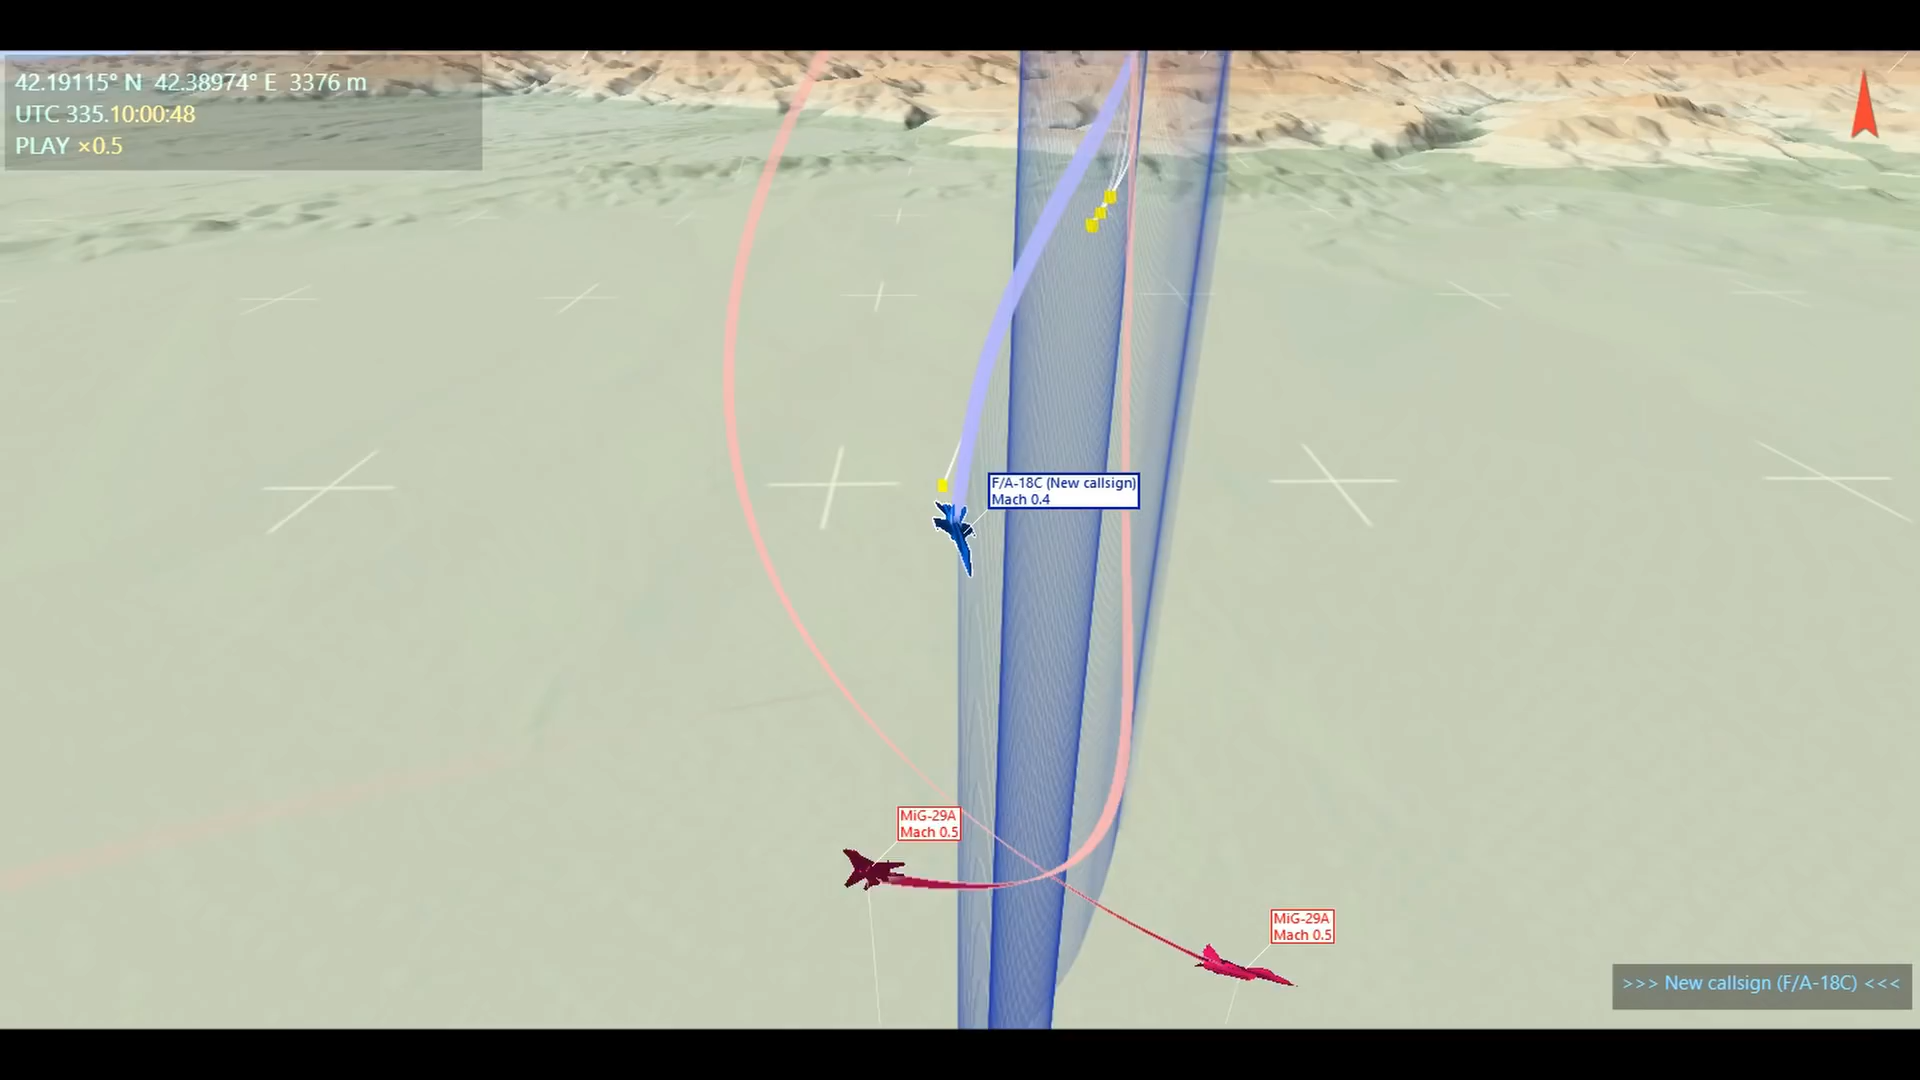 42.19115° N  42.38974° E  3376 m
UTC 335.10:00:48
PLAY ×0.5
F/A-18C (New callsign)
Mach 0.4
MiG-29A
Mach 0.5
MiG-29A
Mach 0.5
>>> New callsign (F/A-18C) <<<